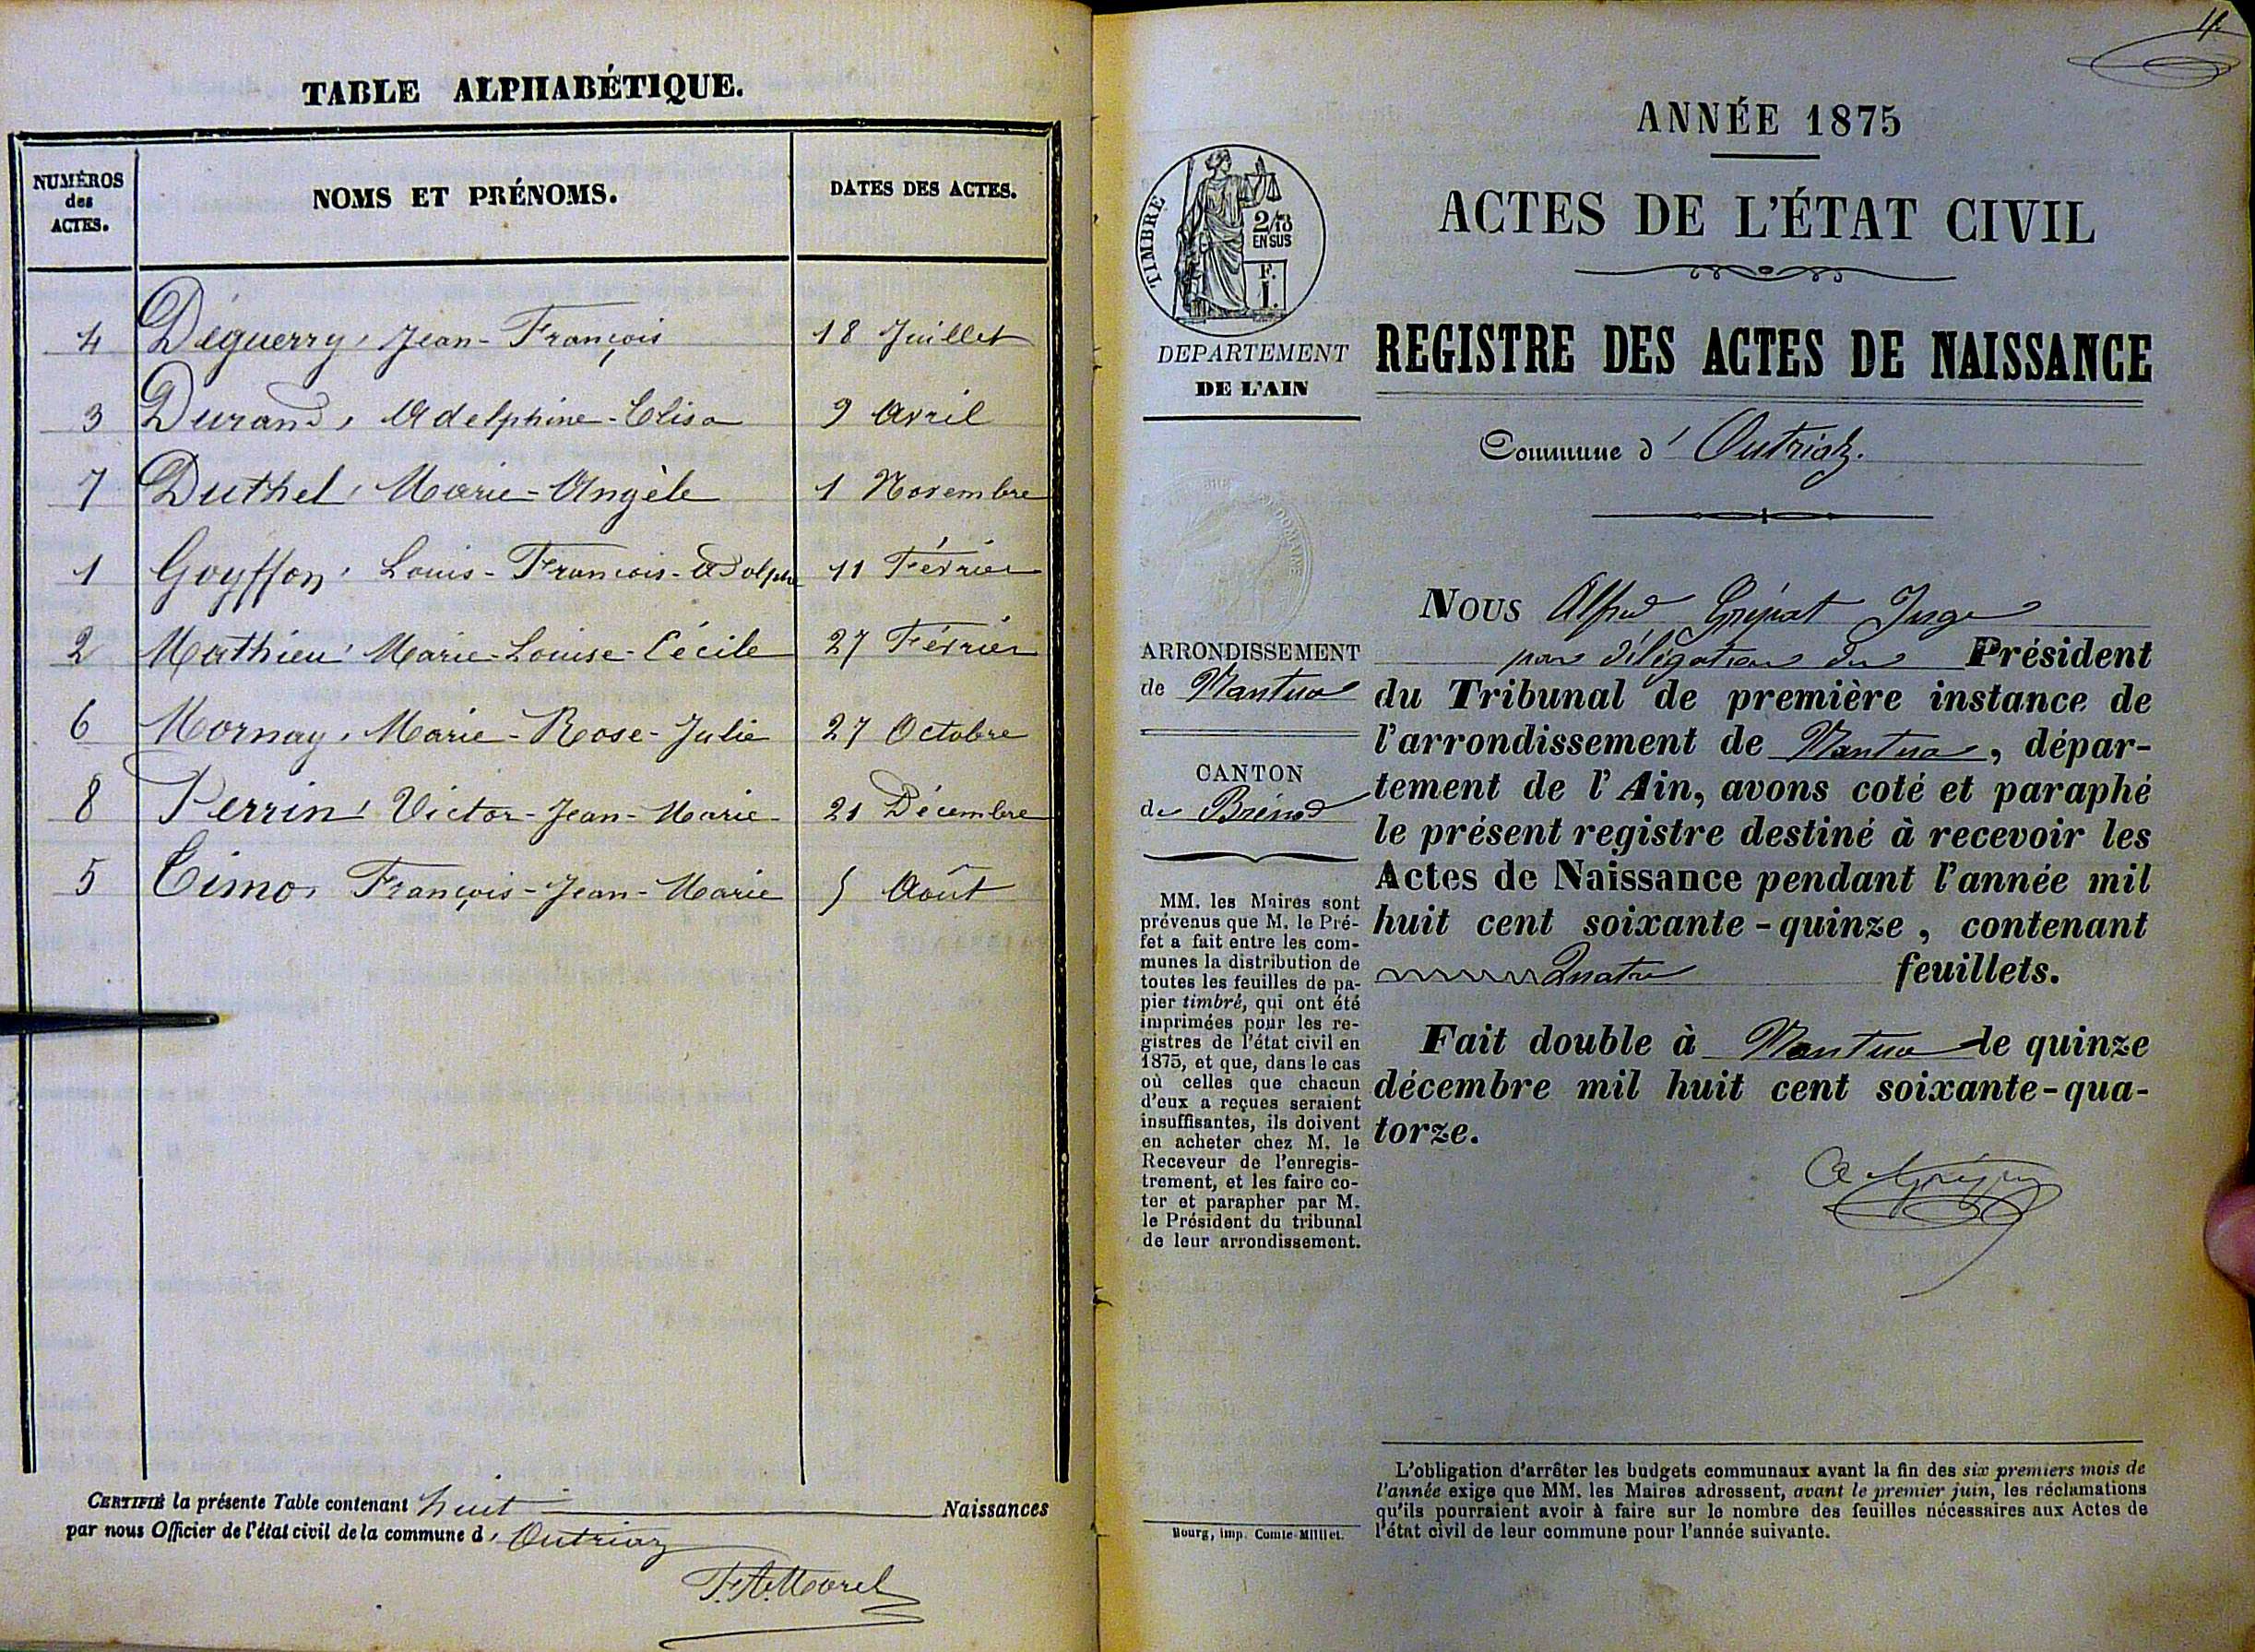 TABLE ALPHABÉTIQUE.
NUMÉROS des ACTES.
NOMS ET PRÉNOMS.
DATES DES ACTES.
4 Déguerry, Jean-François 18 Juillet
3 Durand, Adelphine-Elisa 9 Avril
7 Duthel, Marie-Angèle 1 Novembre
1 Goyffon, Louis-François-Adolphe 11 Février
2 Mathieu, Marie-Louise-Cécile 27 Février
6 Mornay, Marie-Rose-Julie 27 Octobre
8 Perrin, Victor-Jean-Marie 21 Décembre
5 Timo, François-Jean-Marie 5 Août
CERTIFIÉ la présente Table contenant huit Naissances
par nous Officier de l'état civil de la commune d' Outriaz
F. A. Morel
ANNÉE 1875
ACTES DE L'ÉTAT CIVIL
REGISTRE DES ACTES DE NAISSANCE
Commune d' Outriaz.
TIMBRE
2/10
EN SUS
F.
I.
DEPARTEMENT
DE L'AIN
ARRONDISSEMENT
de Nantua
CANTON
de Brénod
MM. les Maires sont
prévenus que M. le Pré-
fet a fait entre les com-
munes la distribution de
toutes les feuilles de pa-
pier timbré, qui ont été
imprimées pour les re-
gistres de l'état civil en
1875, et que, dans le cas
où celles que chacun
d'eux a reçues seraient
insuffisantes, ils doivent
en acheter chez M. le
Receveur de l'enregis-
trement, et les faire co-
ter et parapher par M.
le Président du tribunal
de leur arrondissement.
Bourg, imp. Comte-Milliet.
NOUS Alfred Juge
par délégation du Président
du Tribunal de première instance de
l'arrondissement de Nantua, dépar-
tement de l'Ain, avons coté et paraphé
le présent registre destiné à recevoir les
Actes de Naissance pendant l'année mil
huit cent soixante-quinze, contenant
Quatre feuillets.
Fait double à Nantua le quinze
décembre mil huit cent soixante-qua-
torze.
L'obligation d'arrêter les budgets communaux avant la fin des six premiers mois de
l'année exige que MM. les Maires adressent, avant le premier juin, les réclamations
qu'ils pourraient avoir à faire sur le nombre des feuilles nécessaires aux Actes de
l'état civil de leur commune pour l'année suivante.